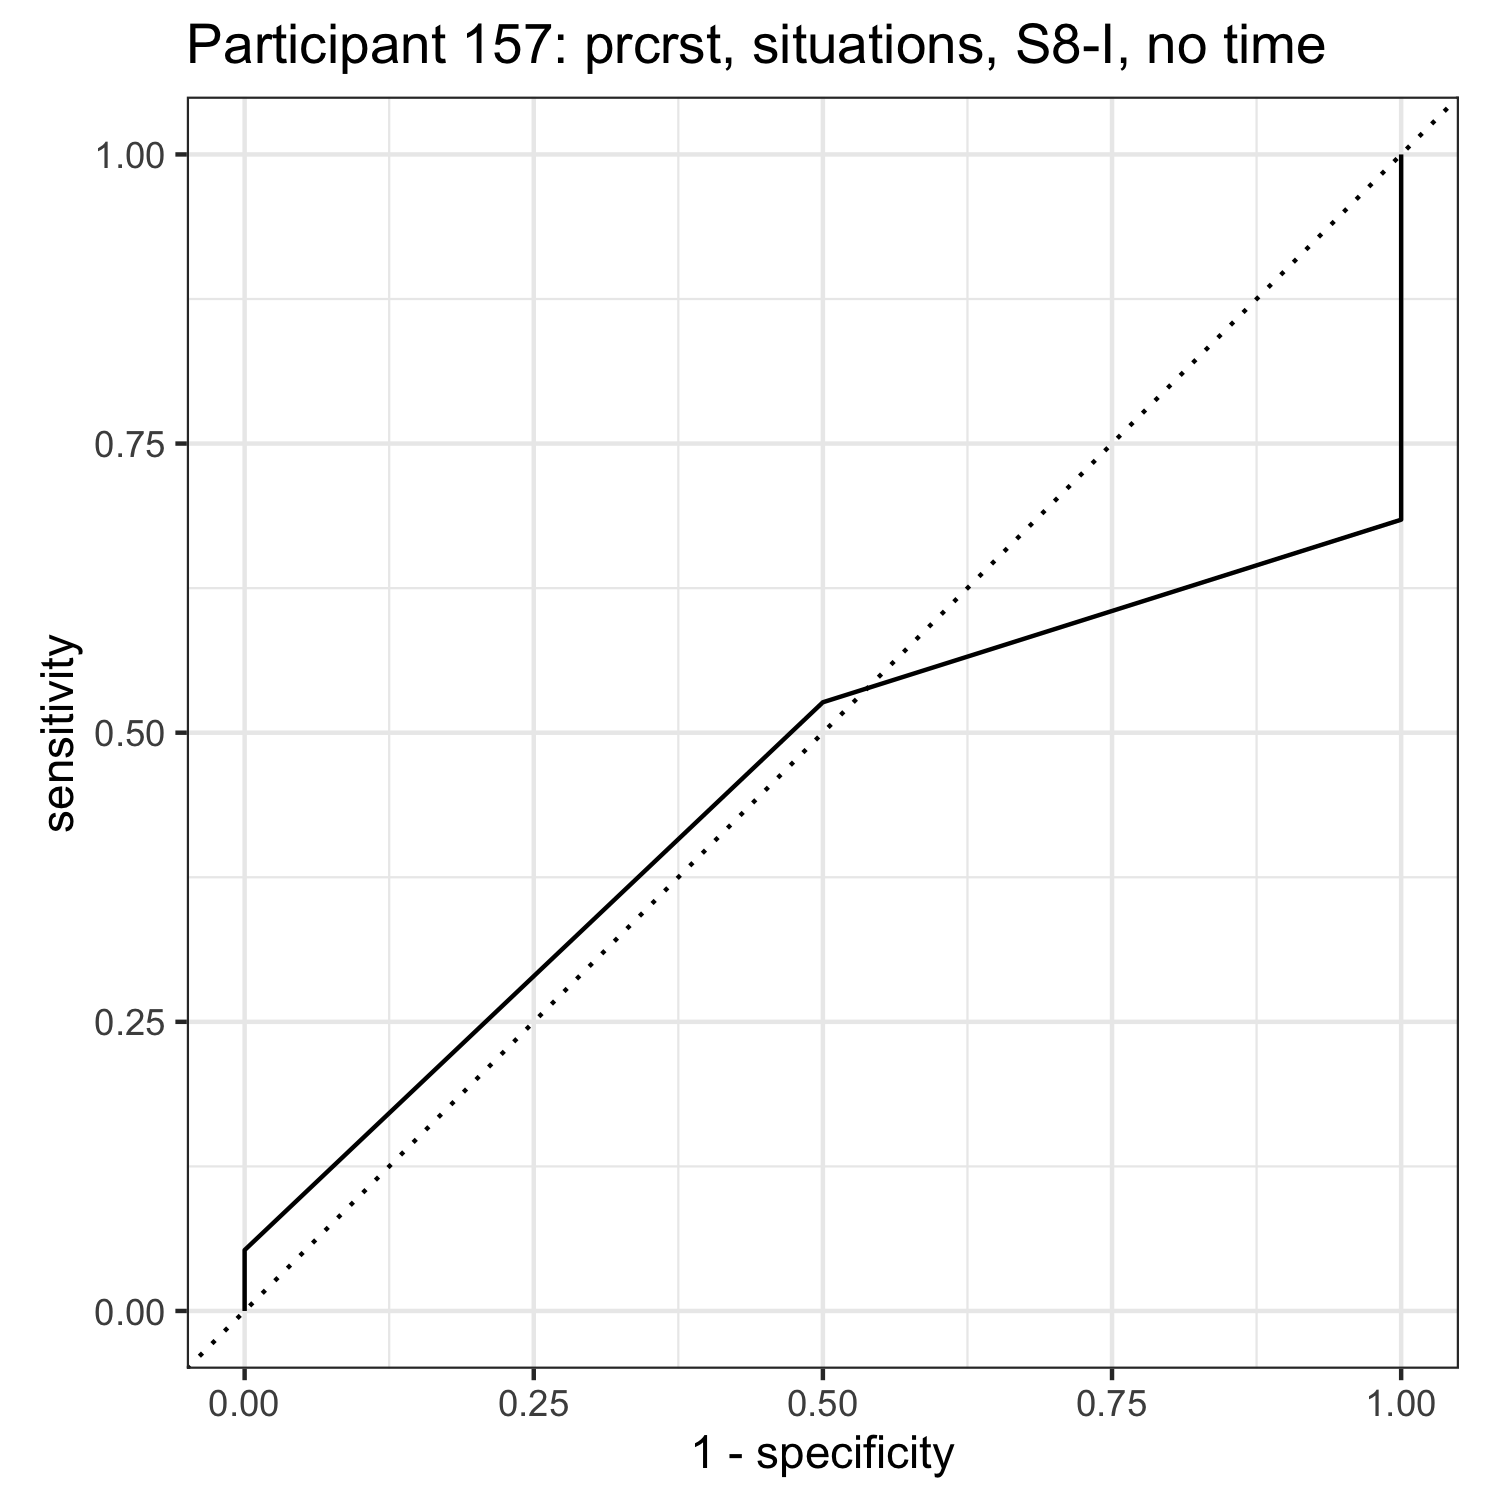 Participant 157: prcrst, situations, S8-I, no time
1.00
0.75
0.50
0.25
0.00
sensitivity
0.00 0.25 0.50 0.75 1.00
1 - specificity